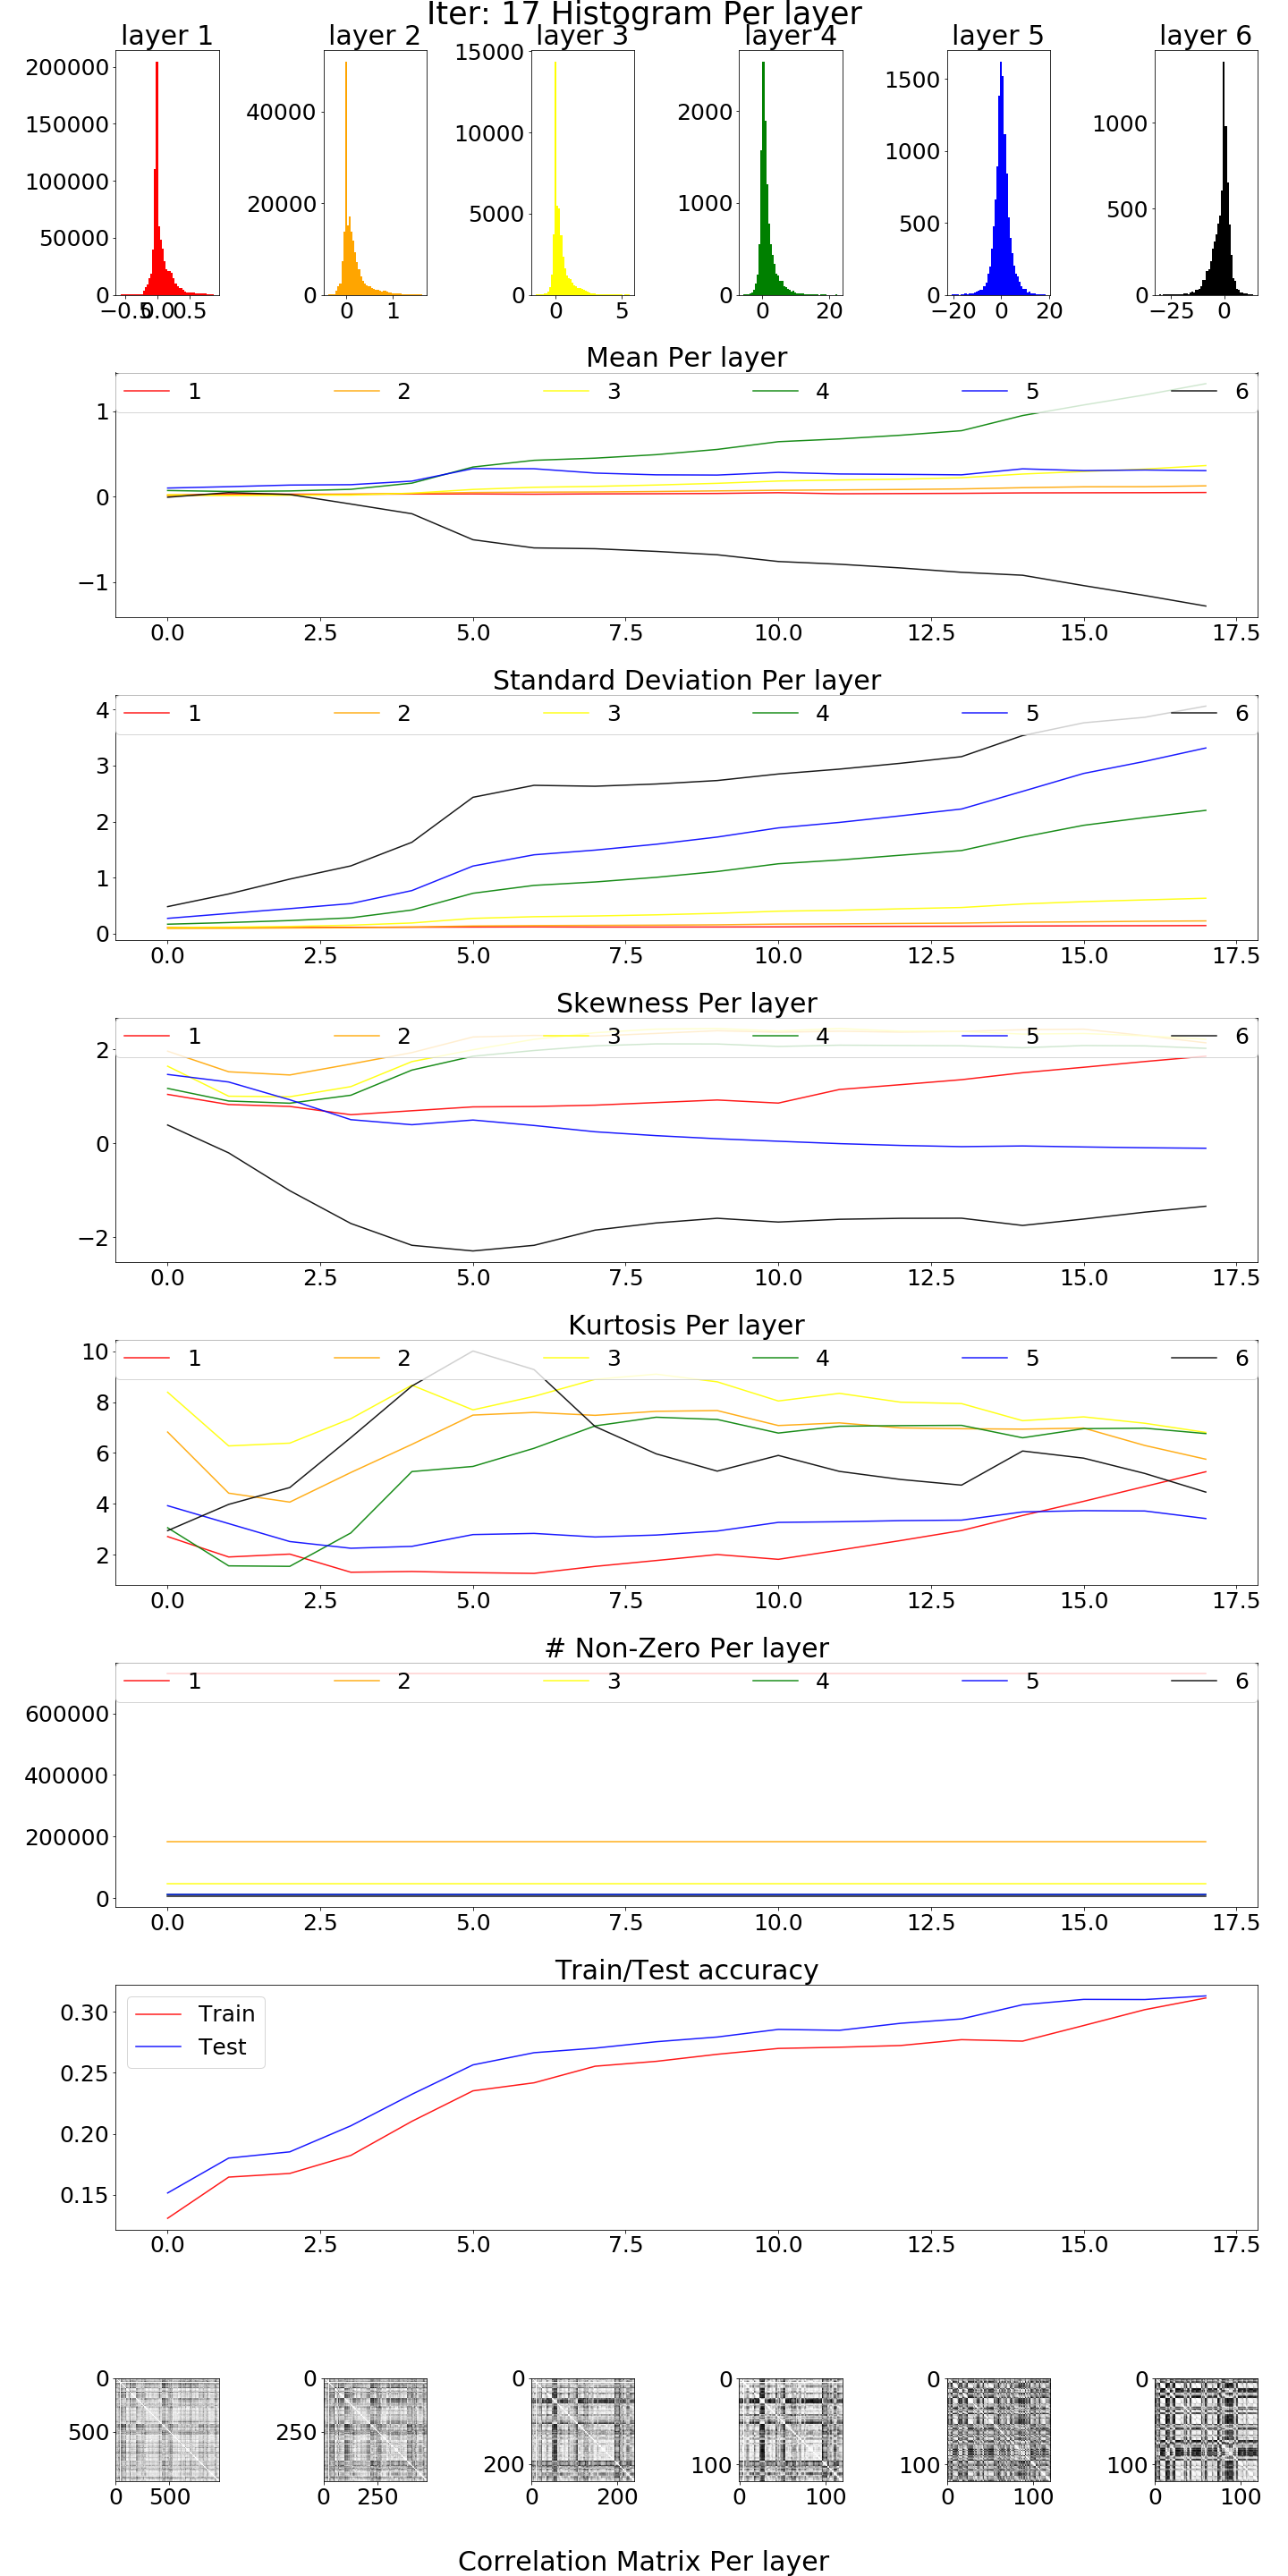 Iter: 17 Histogram Per layer
layer 1 layer 2 layer 3 layer 4 layer 5 layer 6
200000 150000 100000 50000 0
−0.5 0.0 0.5
40000 20000 0
0 1
15000 10000 5000 0
0 5
2000 1000 0
0 20
1500 1000 500 0
−20 0 20
1000 500 0
−25 0
Mean Per layer
1 2 3 4 5 6
1
0
−1
0.0 2.5 5.0 7.5 10.0 12.5 15.0 17.5
Standard Deviation Per layer
1 2 3 4 5 6
4
3
2
1
0
0.0 2.5 5.0 7.5 10.0 12.5 15.0 17.5
Skewness Per layer
1 2 3 4 5 6
2
0
−2
0.0 2.5 5.0 7.5 10.0 12.5 15.0 17.5
Kurtosis Per layer
1 2 3 4 5 6
10
8
6
4
2
0.0 2.5 5.0 7.5 10.0 12.5 15.0 17.5
# Non-Zero Per layer
1 2 3 4 5 6
600000
400000
200000
0
0.0 2.5 5.0 7.5 10.0 12.5 15.0 17.5
Train/Test accuracy
Train
Test
0.30
0.25
0.20
0.15
0.0 2.5 5.0 7.5 10.0 12.5 15.0 17.5
0 0 0 0 0 0
500 250 200 100 100 100
0 500 0 250 0 200 0 100 0 100 0 100
Correlation Matrix Per layer